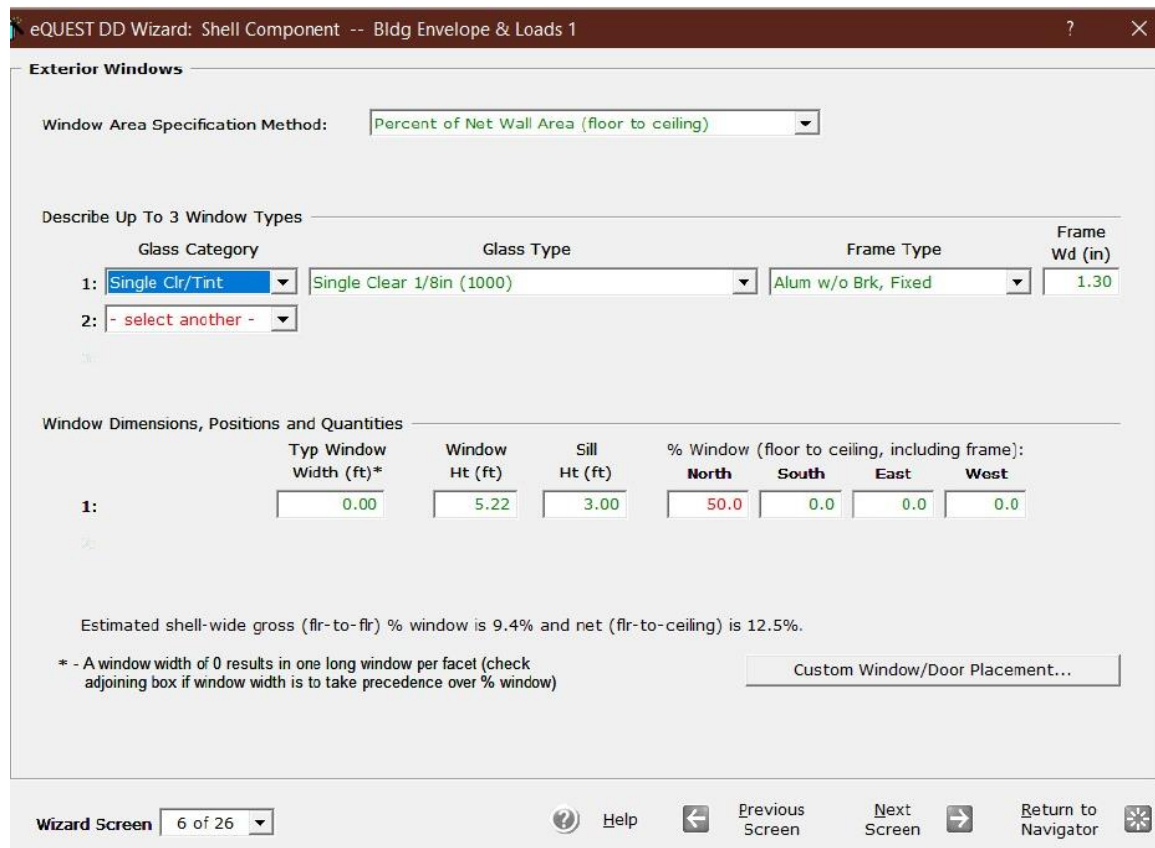 eQUEST DD Wizard: Shell Component -- Bldg Envelope & Loads 1 ?
Exterior Windows
Window Area Specification Method: Percent of Net Wall Area (floor to ceiling)
Describe Up To 3 Window Types
Glass Category Glass Type Frame Type Frame Wd (in)
1: Single Clr/Tint Single Clear 1/8in (1000) Alum w/o Brk, Fixed 1.30
2: - select another -
3:
Window Dimensions, Positions and Quantities
Typ Window Width (ft)* Window Ht (ft) Sill Ht (ft) % Window (floor to ceiling, including frame):
North South East West
1: 0.00 5.22 3.00 50.0 0.0 0.0 0.0
2:
Estimated shell-wide gross (flr-to-flr) % window is 9.4% and net (flr-to-ceiling) is 12.5%.
* - A window width of 0 results in one long window per facet (check
adjoining box if window width is to take precedence over % window)
Custom Window/Door Placement...
Wizard Screen 6 of 26 ? Help Previous Screen Next Screen Return to Navigator